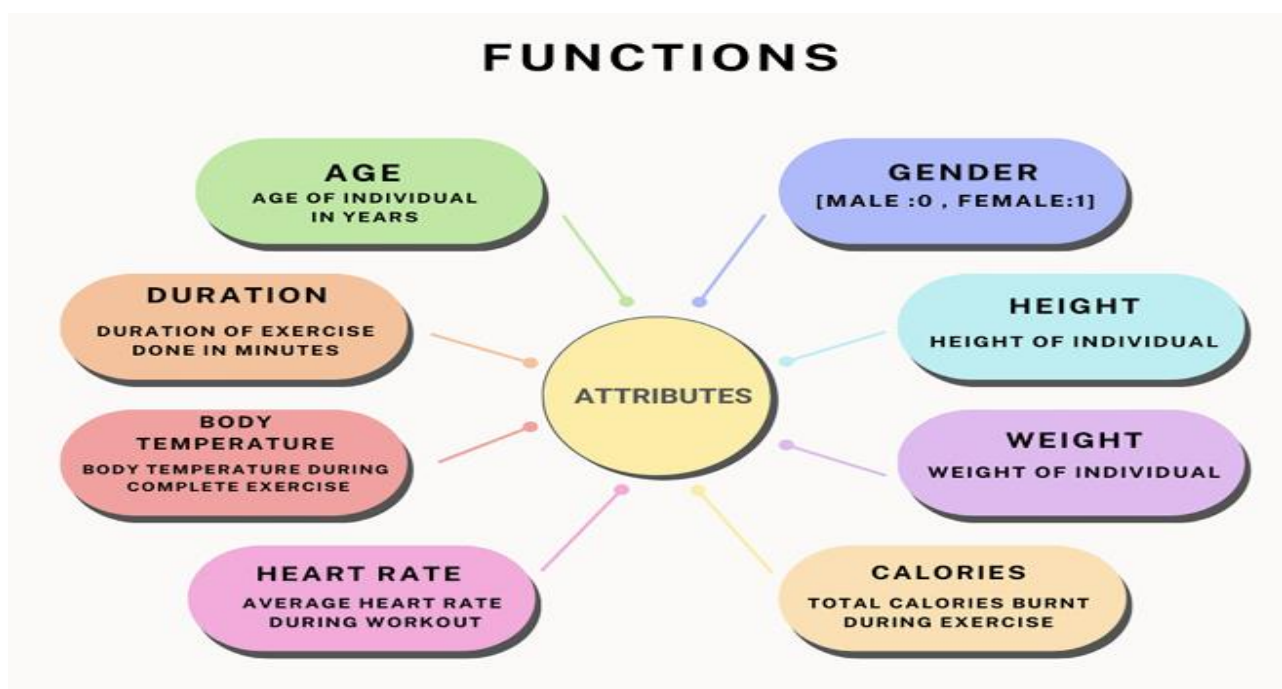 FUNCTIONS
AGE
AGE OF INDIVIDUAL
IN YEARS
GENDER
[MALE :0 , FEMALE:1]
DURATION
DURATION OF EXERCISE
DONE IN MINUTES
HEIGHT
HEIGHT OF INDIVIDUAL
ATTRIBUTES
BODY
TEMPERATURE
BODY TEMPERATURE DURING
COMPLETE EXERCISE
WEIGHT
WEIGHT OF INDIVIDUAL
HEART RATE
AVERAGE HEART RATE
DURING WORKOUT
CALORIES
TOTAL CALORIES BURNT
DURING EXERCISE